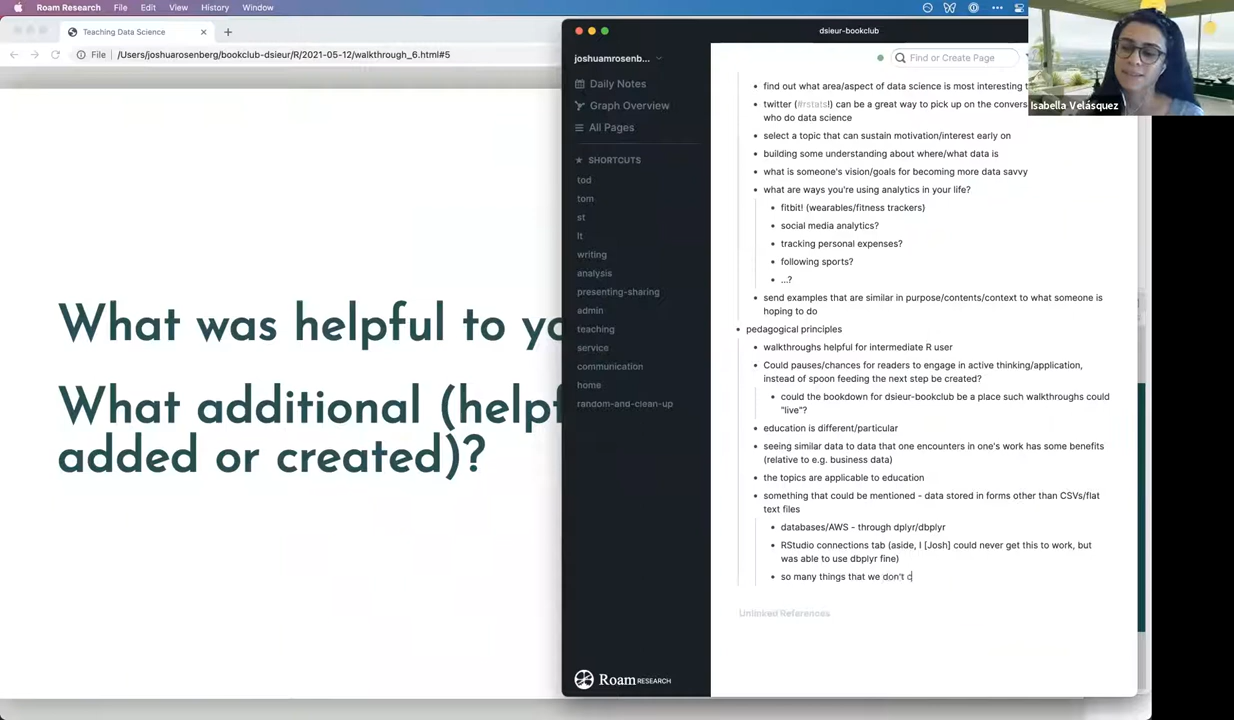 Roam Research File Edit View History Window
Teaching Data Science
File /Users/joshuarosenberg/bookclub-dsieur/R/2021-05-12/walkthrough_6.html#5
What was helpful to yo
What additional (helpf
added or created)?
dsieur-bookclub
joshuamrosenb...
Find or Create Page
Daily Notes
Graph Overview
All Pages
SHORTCUTS
tod
tom
st
lt
writing
analysis
presenting-sharing
admin
teaching
service
communication
home
random-and-clean-up
Roam RESEARCH
find out what area/aspect of data science is most interesting t
twitter (#rstats!) can be a great way to pick up on the convers
who do data science
select a topic that can sustain motivation/interest early on
building some understanding about where/what data is
what is someone's vision/goals for becoming more data savvy
what are ways you're using analytics in your life?
fitbit! (wearables/fitness trackers)
social media analytics?
tracking personal expenses?
following sports?
...?
send examples that are similar in purpose/contents/context to what someone is
hoping to do
pedagogical principles
walkthroughs helpful for intermediate R user
Could pauses/chances for readers to engage in active thinking/application,
instead of spoon feeding the next step be created?
could the bookdown for dsieur-bookclub be a place such walkthroughs could
"live"?
education is different/particular
seeing similar data to data that one encounters in one's work has some benefits
(relative to e.g. business data)
the topics are applicable to education
something that could be mentioned - data stored in forms other than CSVs/flat
text files
databases/AWS - through dplyr/dbplyr
RStudio connections tab (aside, I [Josh] could never get this to work, but
was able to use dbplyr fine)
so many things that we don't c
Unlinked References
Isabella Velásquez